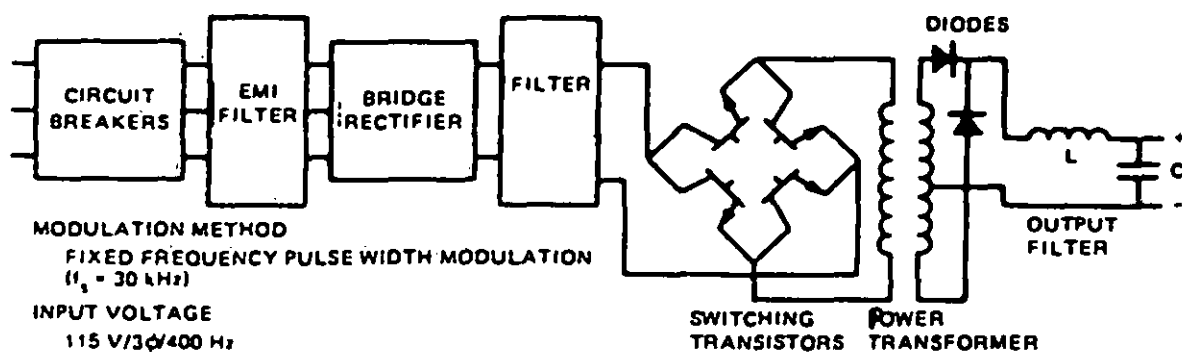 DIODES
CIRCUIT
BREAKERS
EMI
FILTER
BRIDGE
RECTIFIER
FILTER
L
C
+
−
OUTPUT
FILTER
MODULATION METHOD
FIXED FREQUENCY PULSE WIDTH MODULATION
(fs = 30 kHz)
INPUT VOLTAGE
115 V/3ϕ/400 Hz
SWITCHING
TRANSISTORS
POWER
TRANSFORMER